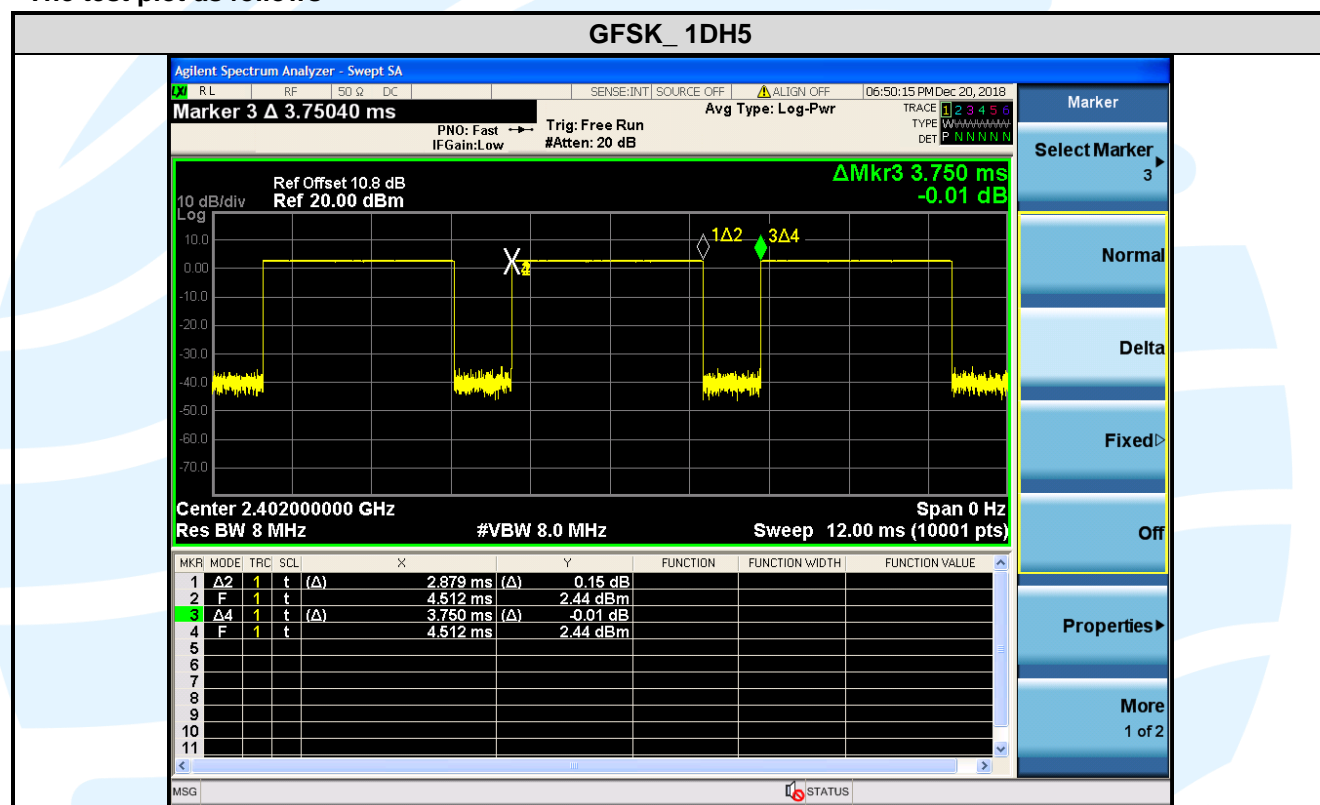 GFSK_ 1DH5
Agilent Spectrum Analyzer - Swept SA
LXI RL RF 50 Ω DC SENSE:INT SOURCE OFF ALIGN OFF 06:50:15 PM Dec 20, 2018
Marker 3 Δ 3.75040 ms
PNO: Fast
IFGain:Low
Trig: Free Run
#Atten: 20 dB
Avg Type: Log-Pwr
TRACE 1 2 3 4 5 6
TYPE
DET P N N N N N
ΔMkr3 3.750 ms
-0.01 dB
Ref Offset 10.8 dB
10 dB/div Ref 20.00 dBm
Log
10.0
0.00
-10.0
-20.0
-30.0
-40.0
-50.0
-60.0
-70.0
1Δ2
3Δ4
Center 2.402000000 GHz Span 0 Hz
Res BW 8 MHz #VBW 8.0 MHz Sweep 12.00 ms (10001 pts)
MKR MODE TRC SCL X Y FUNCTION FUNCTION WIDTH FUNCTION VALUE
1 Δ2 1 t (Δ) 2.879 ms (Δ) 0.15 dB
2 F 1 t 4.512 ms 2.44 dBm
3 Δ4 1 t (Δ) 3.750 ms (Δ) -0.01 dB
4 F 1 t 4.512 ms 2.44 dBm
5
6
7
8
9
10
11
MSG STATUS
Marker
Select Marker
3
Normal
Delta
Fixed
Off
Properties
More
1 of 2